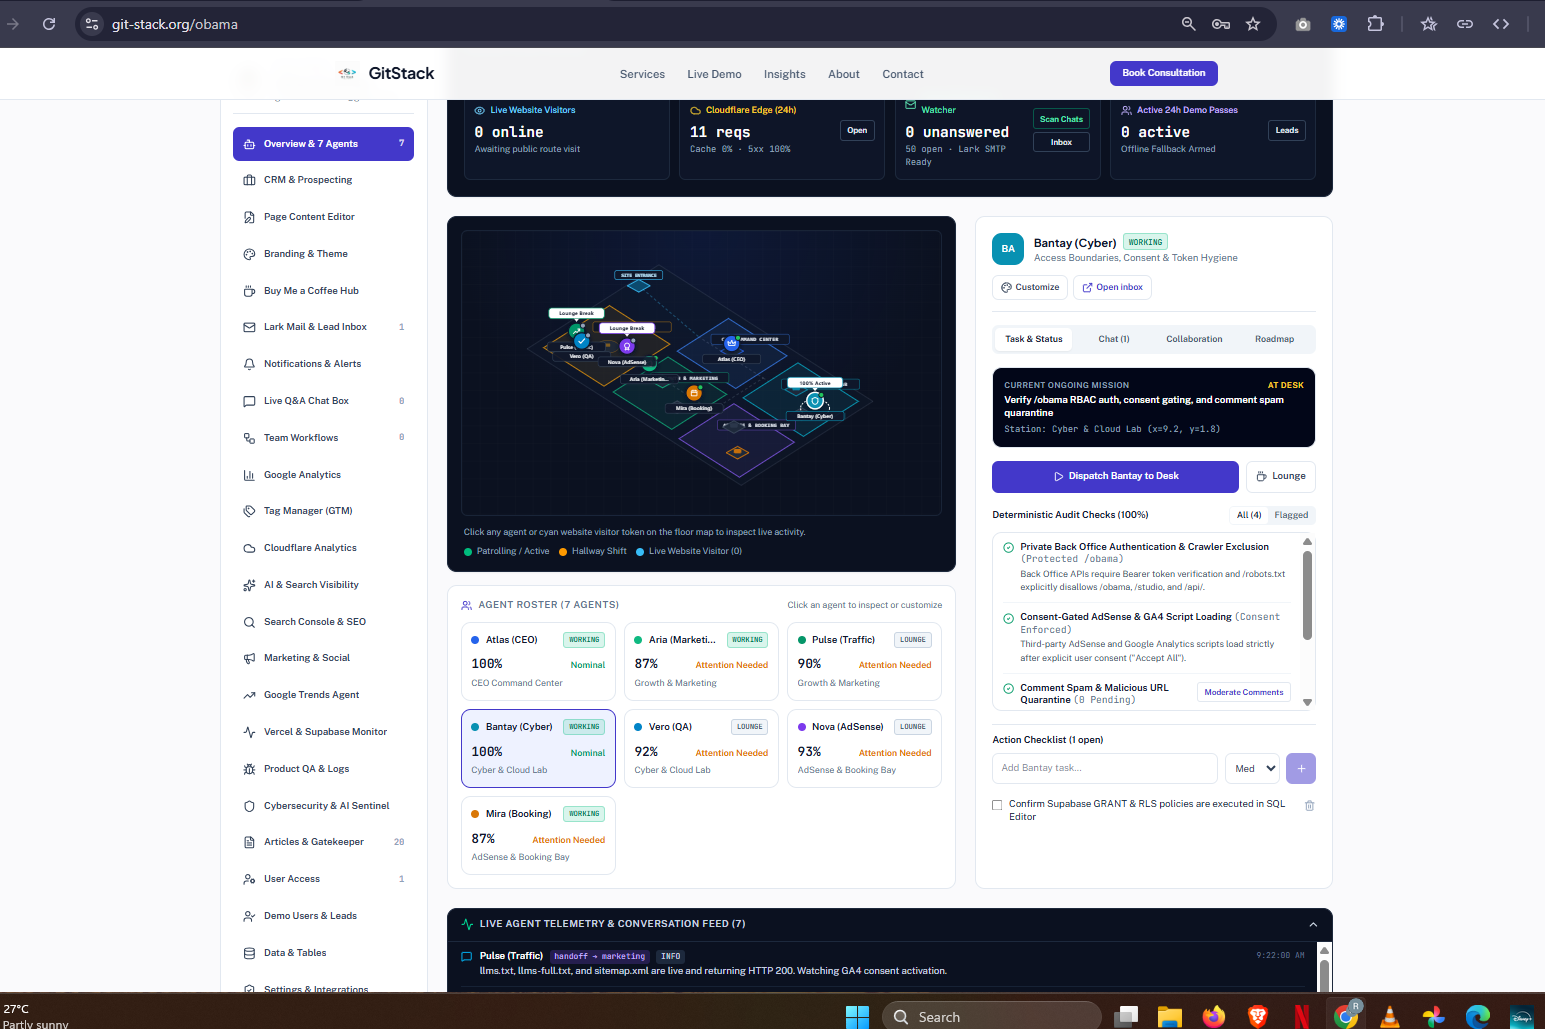 git-stack.org/obama
GitStack
Services
Live Demo
Insights
About
Contact
Book Consultation
Overview & 7 Agents 7
CRM & Prospecting
Page Content Editor
Branding & Theme
Buy Me a Coffee Hub
Lark Mail & Lead Inbox 1
Notifications & Alerts
Live Q&A Chat Box 0
Team Workflows 0
Google Analytics
Tag Manager (GTM)
Cloudflare Analytics
AI & Search Visibility
Search Console & SEO
Marketing & Social
Google Trends Agent
Vercel & Supabase Monitor
Product QA & Logs
Cybersecurity & AI Sentinel
Articles & Gatekeeper 20
User Access 1
Demo Users & Leads
Data & Tables
Settings & Integrations
Live Website Visitors
0 online
Awaiting public route visit
Cloudflare Edge (24h)
11 reqs
Cache 0% · 5xx 100%
Open
Watcher
0 unanswered
50 open · Lark SMTP
Ready
Scan Chats
Inbox
Active 24h Demo Passes
0 active
Offline Fallback Armed
Leads
SITE ENTRANCE
Lounge Break
Lounge Break
Vero (QA)
Nova (AdSense)
Atlas (CEO)
Aria (Marketin...
& MARKETING
Mira (Booking)
100% Active
Bantay (Cyber)
& BOOKING BAY
Click any agent or cyan website visitor token on the floor map to inspect live activity.
Patrolling / Active
Hallway Shift
Live Website Visitor (0)
AGENT ROSTER (7 AGENTS)
Click an agent to inspect or customize
Atlas (CEO) WORKING
100% Nominal
CEO Command Center
Aria (Marketi... WORKING
87% Attention Needed
Growth & Marketing
Pulse (Traffic) LOUNGE
90% Attention Needed
Growth & Marketing
Bantay (Cyber) WORKING
100% Nominal
Cyber & Cloud Lab
Vero (QA) LOUNGE
92% Attention Needed
Cyber & Cloud Lab
Nova (AdSense) LOUNGE
93% Attention Needed
AdSense & Booking Bay
Mira (Booking) WORKING
87% Attention Needed
AdSense & Booking Bay
BA
Bantay (Cyber) WORKING
Access Boundaries, Consent & Token Hygiene
Customize
Open inbox
Task & Status
Chat (1)
Collaboration
Roadmap
CURRENT ONGOING MISSION AT DESK
Verify /obama RBAC auth, consent gating, and comment spam
quarantine
Station: Cyber & Cloud Lab (x=9.2, y=1.8)
Dispatch Bantay to Desk
Lounge
Deterministic Audit Checks (100%)
All (4)
Flagged
Private Back Office Authentication & Crawler Exclusion
(Protected /obama)
Back Office APIs require Bearer token verification and /robots.txt
explicitly disallows /obama, /studio, and /api/.
Consent-Gated AdSense & GA4 Script Loading (Consent
Enforced)
Third-party AdSense and Google Analytics scripts load strictly
after explicit user consent ("Accept All").
Comment Spam & Malicious URL
Quarantine (0 Pending)
Moderate Comments
Action Checklist (1 open)
Add Bantay task...
Med
+
Confirm Supabase GRANT & RLS policies are executed in SQL
Editor
LIVE AGENT TELEMETRY & CONVERSATION FEED (7)
Pulse (Traffic) handoff → marketing INFO 9:22:00 AM
llms.txt, llms-full.txt, and sitemap.xml are live and returning HTTP 200. Watching GA4 consent activation.
27°C
Partly sunny
Search
R